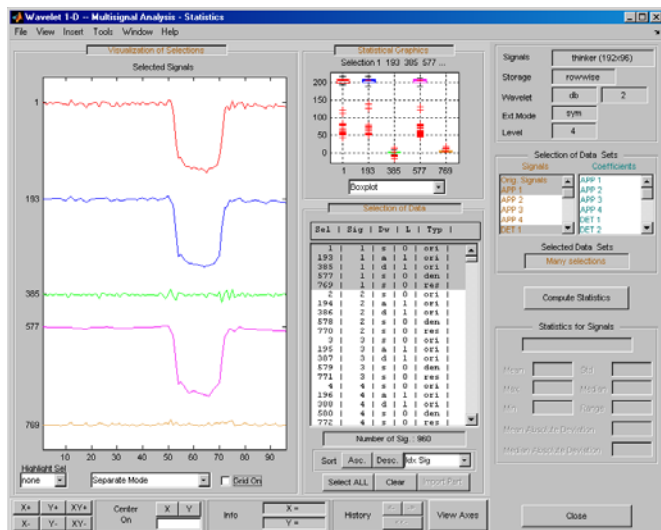 Wavelet 1-D -- Multisignal Analysis - Statistics
File View Insert Tools Window Help
Visualization of Selections
Selected Signals
1
193
385
577
769
10 20 30 40 50 60 70 80 90
Highlight Sel
none
Separate Mode
Grid On
Statistical Graphics
Selection 1 193 385 577 ...
200
150
100
50
0
1 193 385 577 769
Boxplot
Selection of Data
Sel | Sig | Dw | L | Typ |
1 | 1 | s | 0 | ori
193 | 1 | a | 1 | ori
385 | 1 | d | 1 | ori
577 | 1 | s | 0 | den
769 | 1 | s | 0 | res
2 | 2 | s | 0 | ori
194 | 2 | a | 1 | ori
386 | 2 | d | 1 | ori
578 | 2 | s | 0 | den
770 | 2 | s | 0 | res
3 | 3 | s | 0 | ori
195 | 3 | a | 1 | ori
387 | 3 | d | 1 | ori
579 | 3 | s | 0 | den
771 | 3 | s | 0 | res
4 | 4 | s | 0 | ori
196 | 4 | a | 1 | ori
388 | 4 | d | 1 | ori
580 | 4 | s | 0 | den
772 | 4 | s | 0 | res
Number of Sig. : 960
Sort Asc. Desc. Idx Sig
Select ALL Clear Import Part
Signals thinker (192x96)
Storage rowwise
Wavelet db 2
Ext.Mode sym
Level 4
Selection of Data Sets
Signals Coefficients
Orig. Signals APP 1
APP 1 APP 2
APP 2 APP 3
APP 3 APP 4
APP 4 DET 1
DET 1 DET 2
Selected Data Sets
Many selections
Compute Statistics
Statistics for Signals
Mean Std
Max Median
Min Range
Mean Absolute Deviation
Median Absolute Deviation
X+ Y+ XY+
X- Y- XY-
Center On X Y
Info X =
Y =
History
View Axes
Close